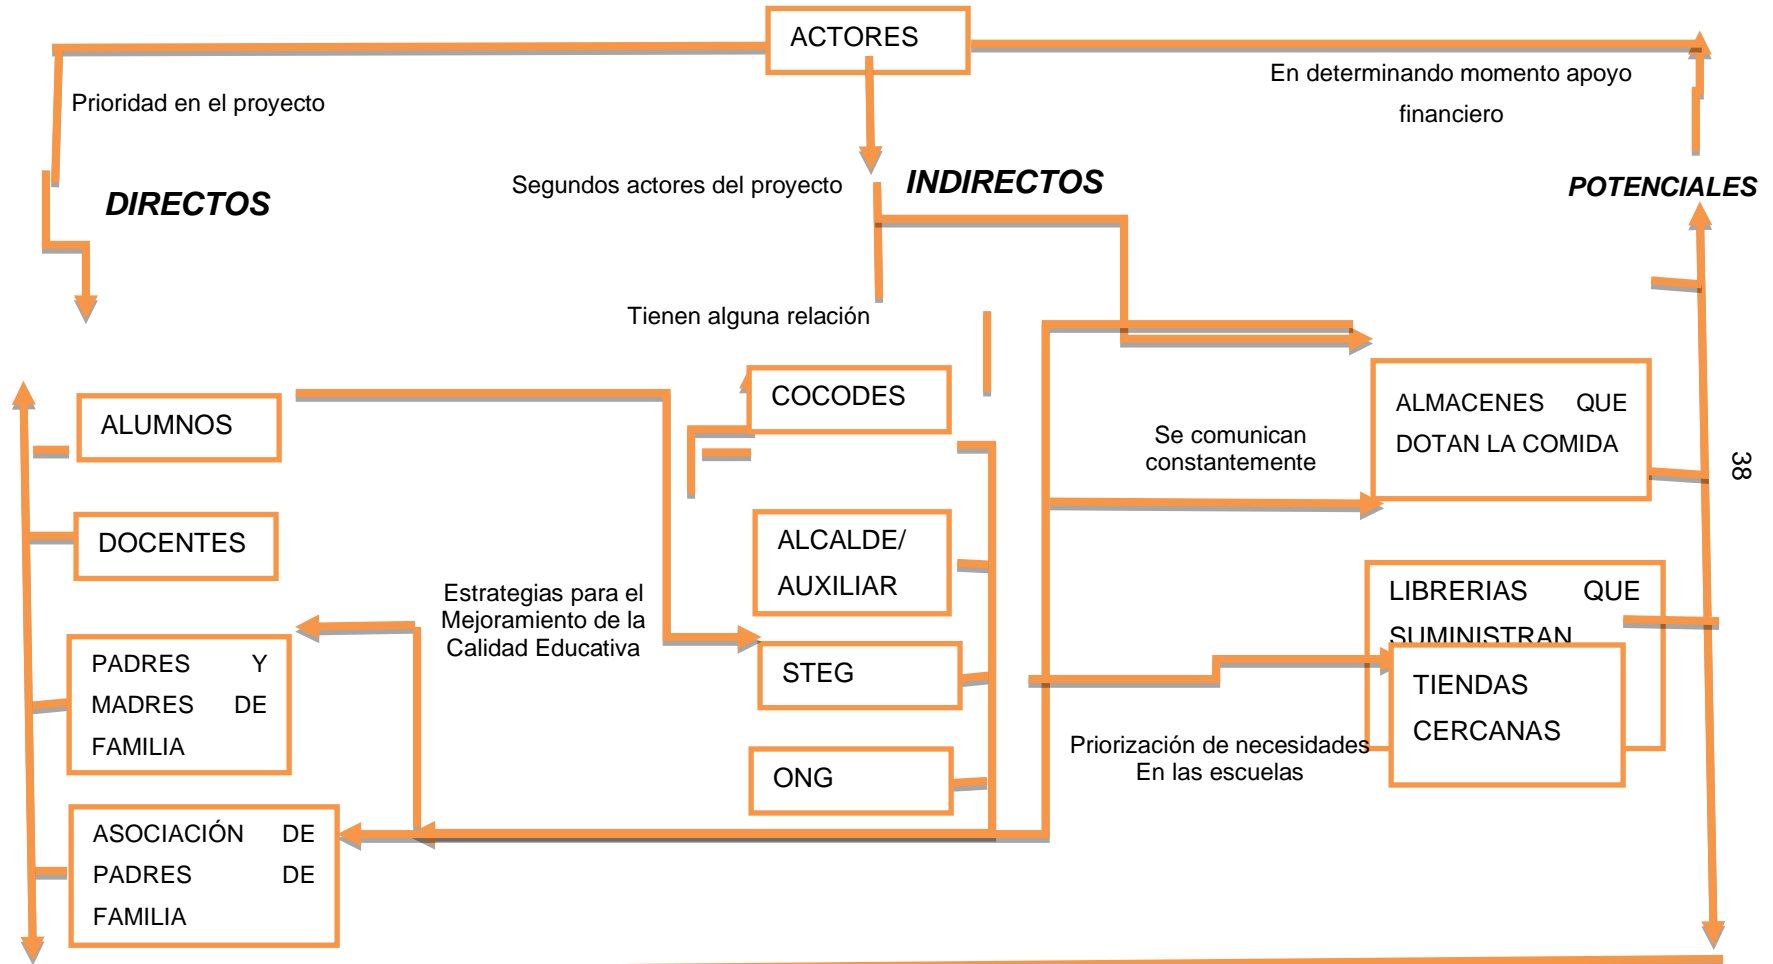 ACTORES
Prioridad en el proyecto
En determinando momento apoyo
financiero
Segundos actores del proyecto
DIRECTOS
INDIRECTOS
POTENCIALES
Tienen alguna relación
ALUMNOS
DOCENTES
PADRES Y
MADRES DE
FAMILIA
ASOCIACIÓN DE
PADRES DE
FAMILIA
Estrategias para el
Mejoramiento de la
Calidad Educativa
COCODES
ALCALDE/
AUXILIAR
STEG
ONG
Se comunican
constantemente
Priorización de necesidades
En las escuelas
ALMACENES QUE
DOTAN LA COMIDA
LIBRERIAS QUE
SUMINISTRAN
TIENDAS
CERCANAS
38